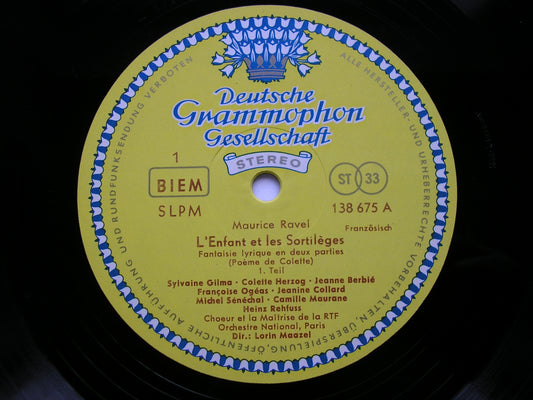 Deutsche
Grammophon
Gesellschaft
STEREO
1
BIEM
SLPM
ST 33
138 675 A
Maurice Ravel
Französisch
L'Enfant et les Sortilèges
Fantaisie lyrique en deux parties
(Poème de Colette)
1. Teil
Sylvaine Gilma · Colette Herzog · Jeanne Berbié
Françoise Ogéas · Jeanine Collard
Michel Sénéchal · Camille Maurane
Heinz Rehfuss
Choeur et la Maîtrise de la RTF
Orchestre National, Paris
Dir.: Lorin Maazel
ALLE HERSTELLER- UND URHEBERRECHTE VORBEHALTEN, ÜBERSPIELUNG, ÖFFENTLICHE AUFFÜHRUNG UND RUNDFUNKSENDUNG VERBOTEN